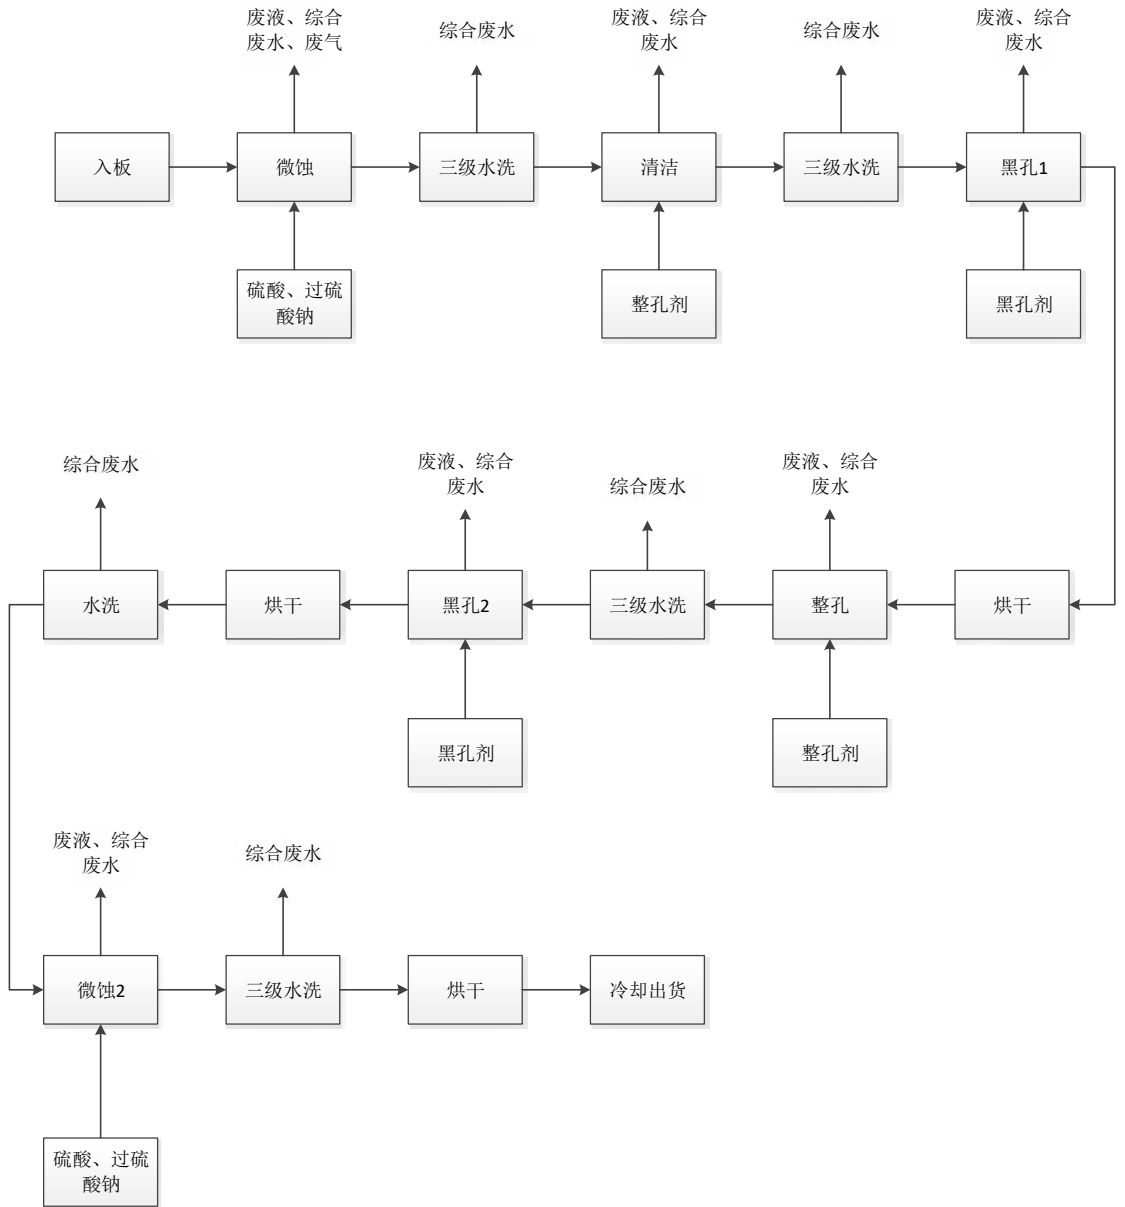 废液、综合
废水、废气
综合废水
废液、综合
废水
综合废水
废液、综合
废水
入板
微蚀
三级水洗
清洁
三级水洗
黑孔1
硫酸、过硫
酸钠
整孔剂
黑孔剂
综合废水
废液、综合
废水
综合废水
废液、综合
废水
水洗
烘干
黑孔2
三级水洗
整孔
烘干
黑孔剂
整孔剂
废液、综合
废水
综合废水
微蚀2
三级水洗
烘干
冷却出货
硫酸、过硫
酸钠